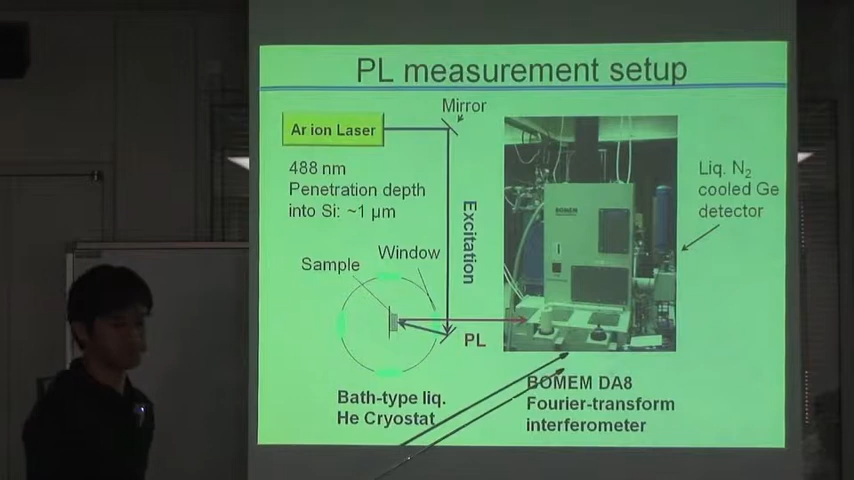 PL measurement setup
Mirror
Ar ion Laser
488 nm
Penetration depth
into Si: ~1 µm
Excitation
Liq. N₂
cooled Ge
detector
BOMEM
Window
Sample
PL
Bath-type liq.
He Cryostat
BOMEM DA8
Fourier-transform
interferometer